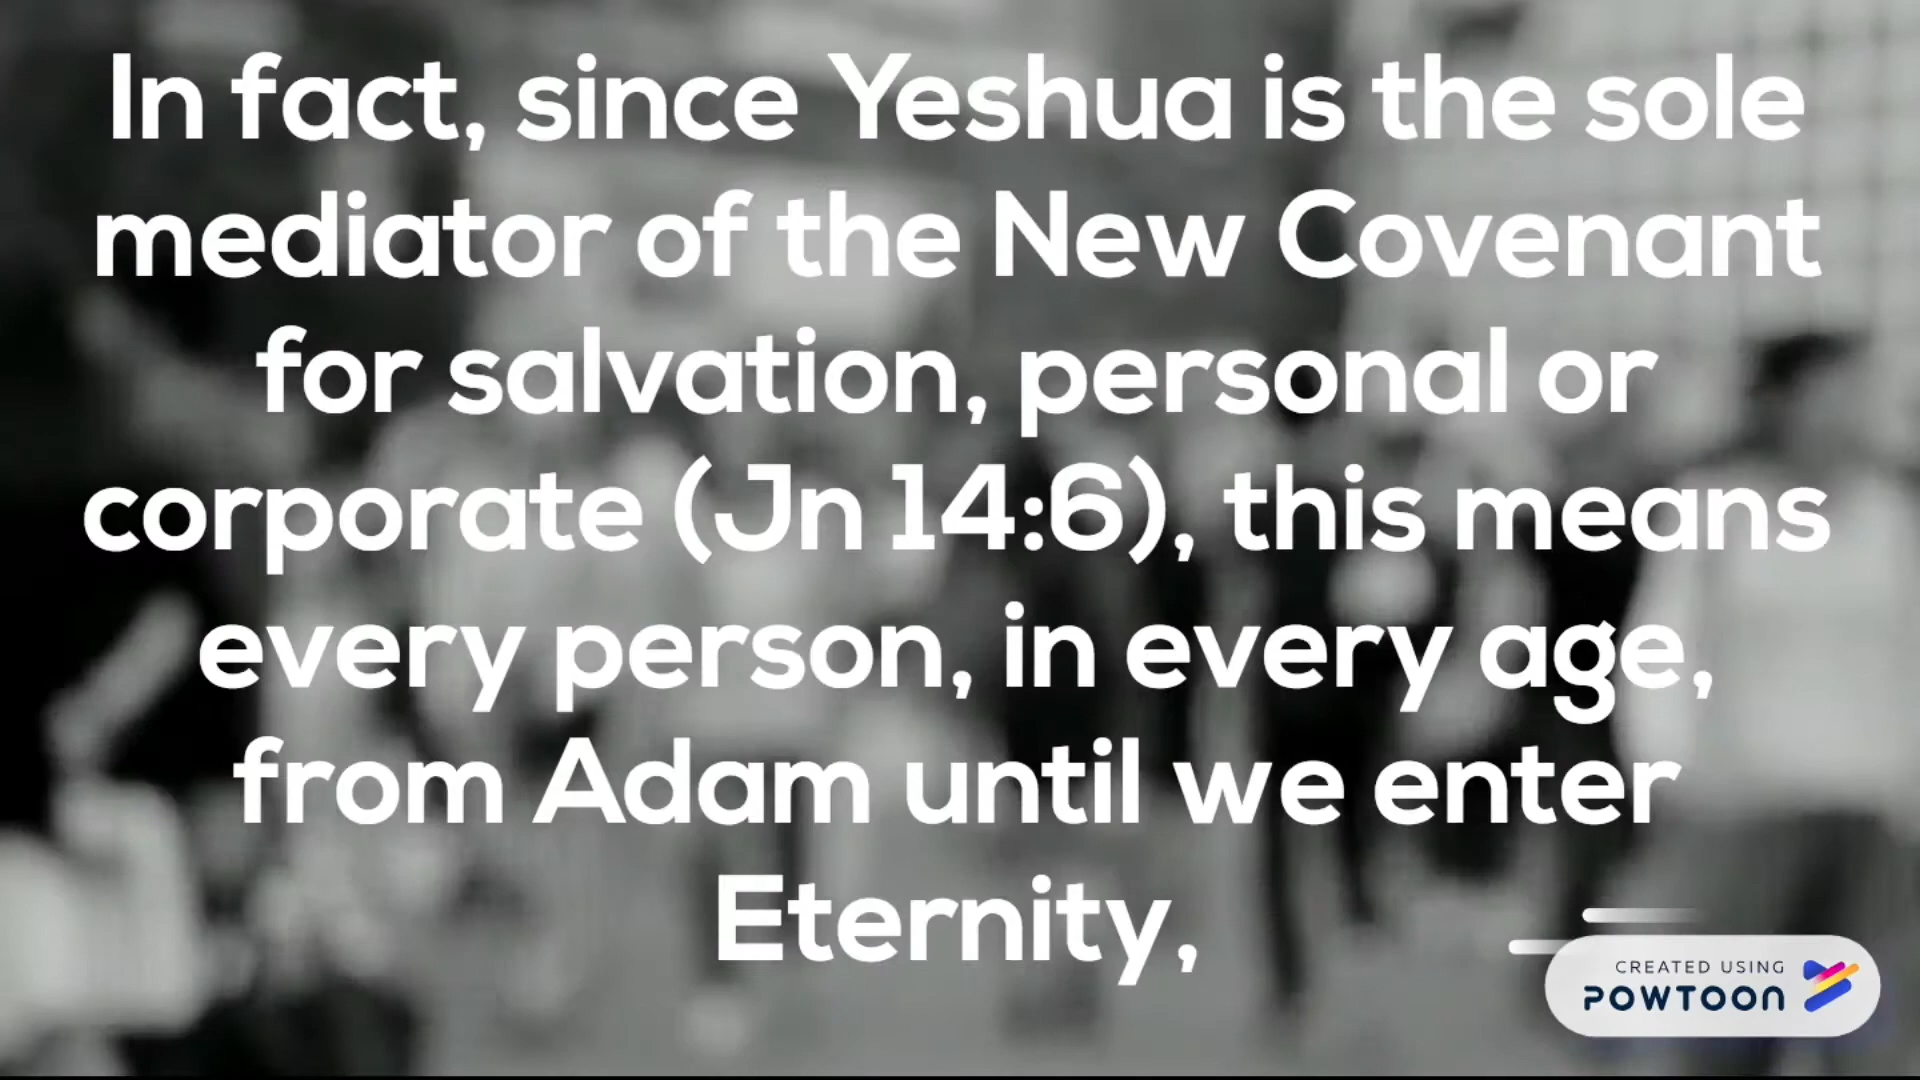 In fact, since Yeshua is the sole
mediator of the New Covenant
for salvation, personal or
corporate (Jn 14:6), this means
every person, in every age,
from Adam until we enter
Eternity,
CREATED USING
POWTOON